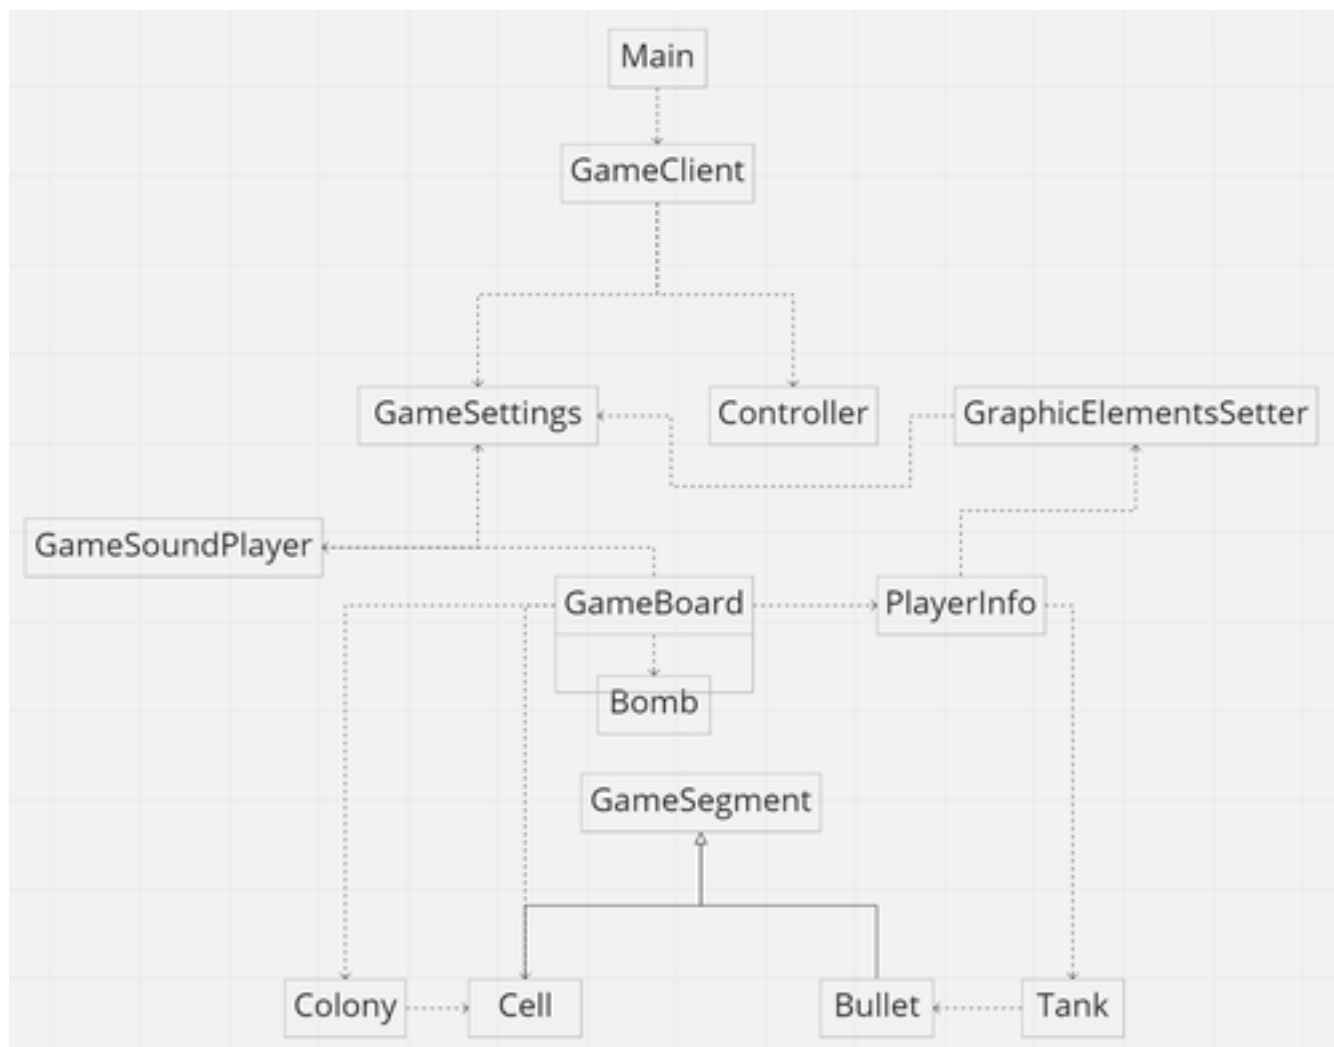 Main
GameClient
GameSettings
Controller
GraphicElementsSetter
GameSoundPlayer
GameBoard
PlayerInfo
Bomb
GameSegment
Colony
Cell
Bullet
Tank